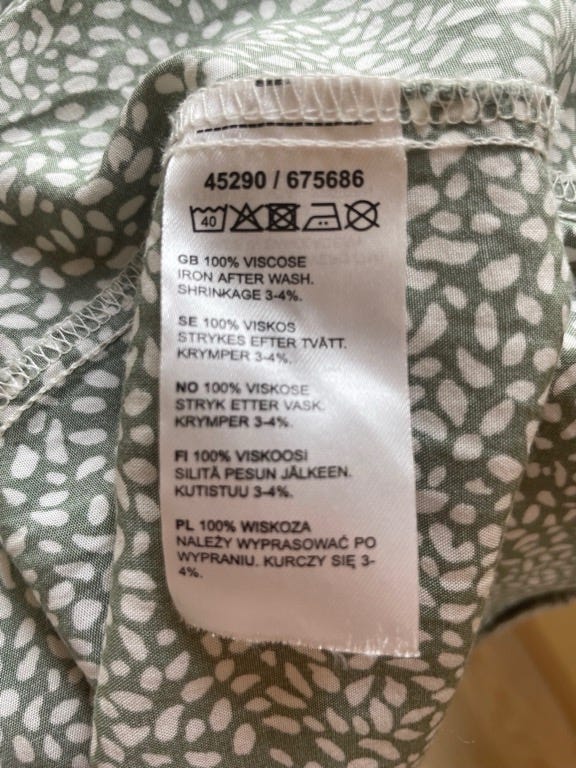 45290 / 675686
40
GB 100% VISCOSE
IRON AFTER WASH.
SHRINKAGE 3-4%.
SE 100% VISKOS
STRYKES EFTER TVÄTT.
KRYMPER 3-4%.
NO 100% VISKOSE
STRYK ETTER VASK.
KRYMPER 3-4%.
FI 100% VISKOOSI
SILITÄ PESUN JÄLKEEN.
KUTISTUU 3-4%.
PL 100% WISKOZA
NALEŻY WYPRASOWAĆ PO
WYPRANIU. KURCZY SIĘ 3-
4%.